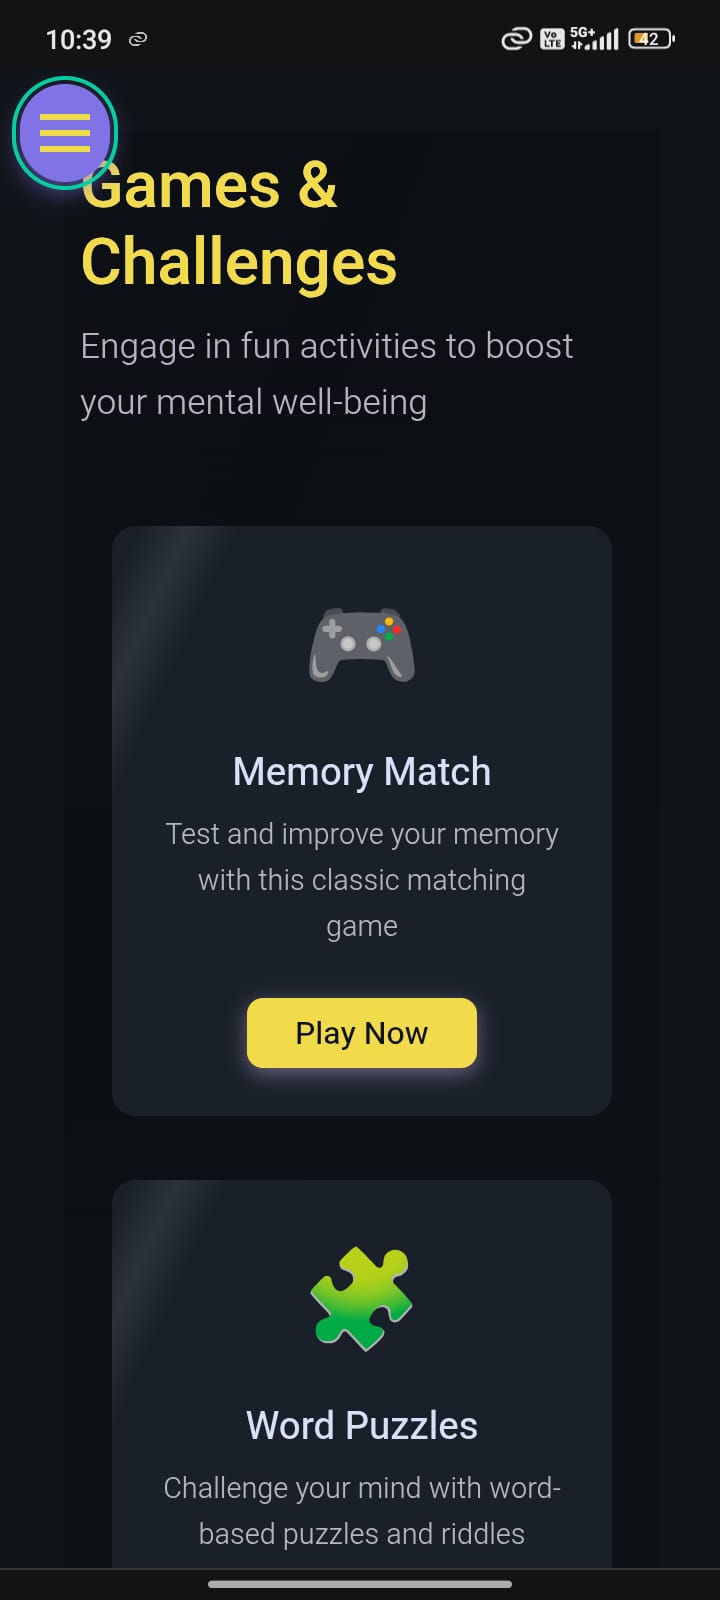 10:39
Vo
LTE
5G+
42
Games &
Challenges
Engage in fun activities to boost
your mental well-being
Memory Match
Test and improve your memory
with this classic matching
game
Play Now
Word Puzzles
Challenge your mind with word-
based puzzles and riddles